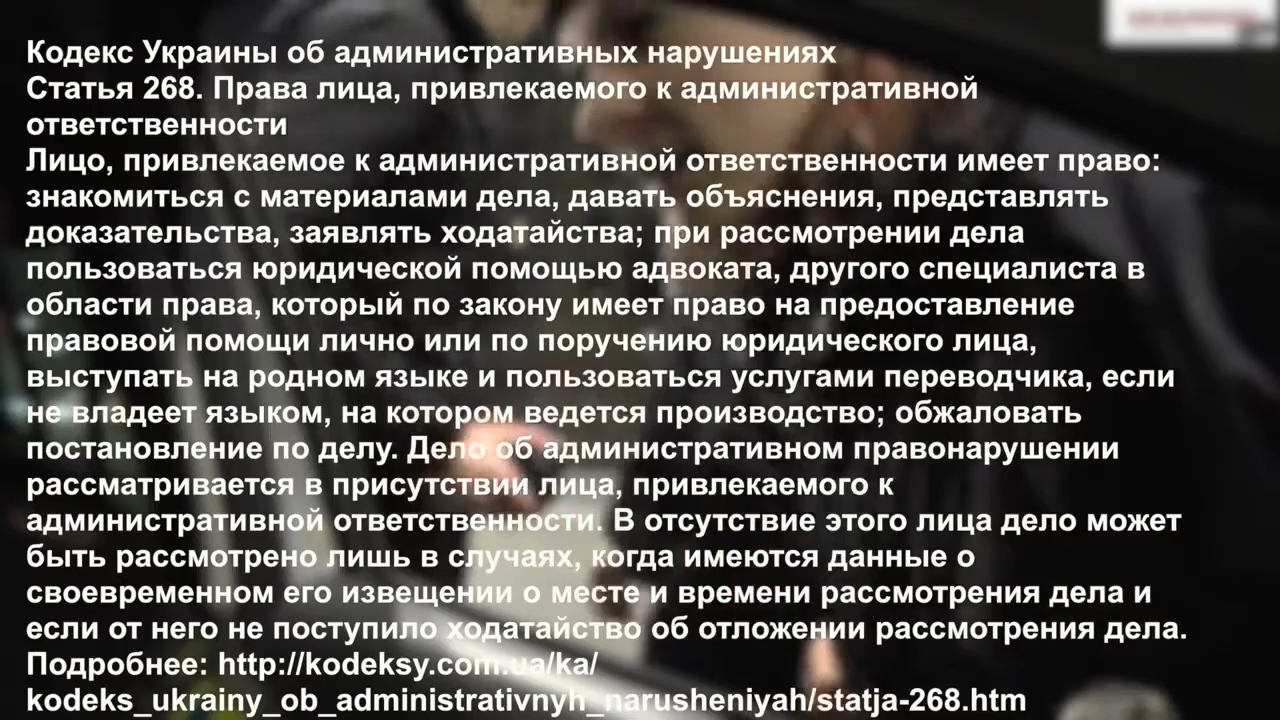 Кодекс Украины об административных нарушениях
Статья 268. Права лица, привлекаемого к административной
ответственности
Лицо, привлекаемое к административной ответственности имеет право:
знакомиться с материалами дела, давать объяснения, представлять
доказательства, заявлять ходатайства; при рассмотрении дела
пользоваться юридической помощью адвоката, другого специалиста в
области права, который по закону имеет право на предоставление
правовой помощи лично или по поручению юридического лица,
выступать на родном языке и пользоваться услугами переводчика, если
не владеет языком, на котором ведется производство; обжаловать
постановление по делу. Дело об административном правонарушении
рассматривается в присутствии лица, привлекаемого к
административной ответственности. В отсутствие этого лица дело может
быть рассмотрено лишь в случаях, когда имеются данные о
своевременном его извещении о месте и времени рассмотрения дела и
если от него не поступило ходатайство об отложении рассмотрения дела.
Подробнее: http://kodeksy.com.ua/ka/
kodeks_ukrainy_ob_administrativnyh_narusheniyah/statja-268.htm